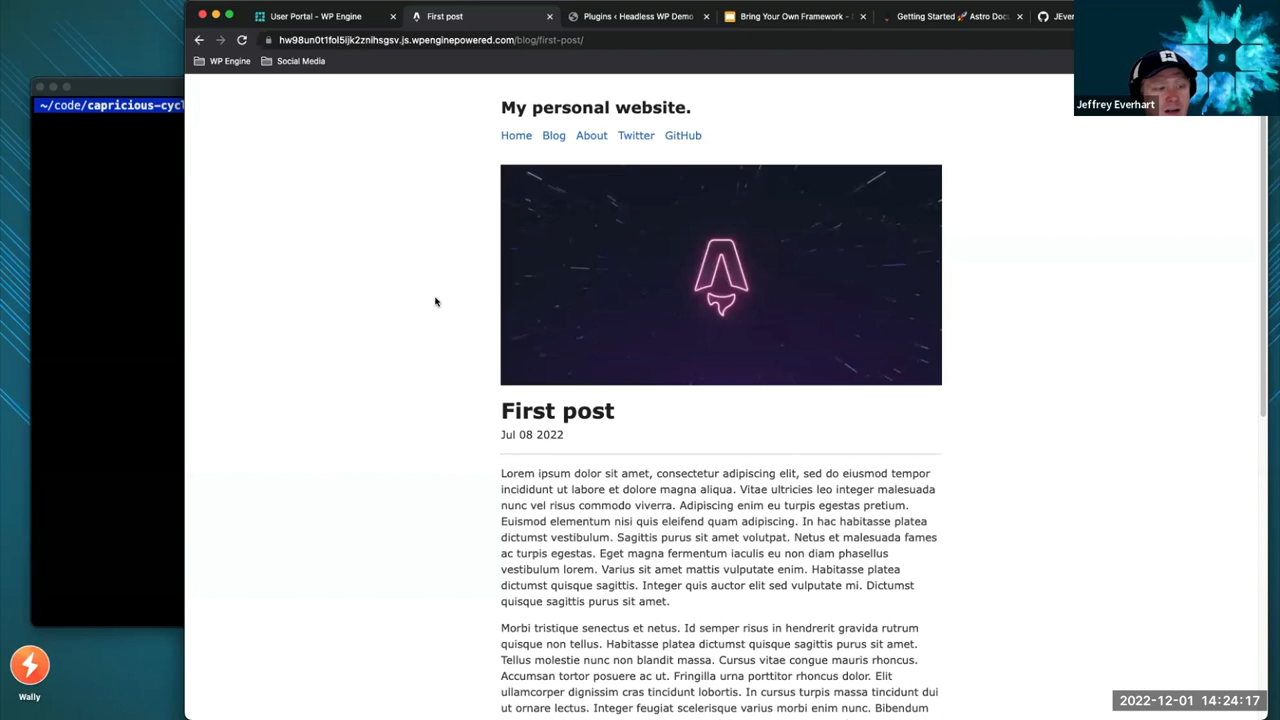 User Portal - WP Engine
First post
Plugins ‹ Headless WP Demo
Bring Your Own Framework -
Getting Started 🚀 Astro Docu
JEver
hw98un0t1fol5ijk2znihsgsv.js.wpenginepowered.com/blog/first-post/
WP Engine
Social Media
Jeffrey Everhart
~/code/capricious-cycl
My personal website.
Home Blog About Twitter GitHub
First post
Jul 08 2022
Lorem ipsum dolor sit amet, consectetur adipiscing elit, sed do eiusmod tempor
incididunt ut labore et dolore magna aliqua. Vitae ultricies leo integer malesuada
nunc vel risus commodo viverra. Adipiscing enim eu turpis egestas pretium.
Euismod elementum nisi quis eleifend quam adipiscing. In hac habitasse platea
dictumst vestibulum. Sagittis purus sit amet volutpat. Netus et malesuada fames
ac turpis egestas. Eget magna fermentum iaculis eu non diam phasellus
vestibulum lorem. Varius sit amet mattis vulputate enim. Habitasse platea
dictumst quisque sagittis. Integer quis auctor elit sed vulputate mi. Dictumst
quisque sagittis purus sit amet.
Morbi tristique senectus et netus. Id semper risus in hendrerit gravida rutrum
quisque non tellus. Habitasse platea dictumst quisque sagittis purus sit amet.
Tellus molestie nunc non blandit massa. Cursus vitae congue mauris rhoncus.
Accumsan tortor posuere ac ut. Fringilla urna porttitor rhoncus dolor. Elit
ullamcorper dignissim cras tincidunt lobortis. In cursus turpis massa tincidunt dui
ut ornare lectus. Integer feugiat scelerisque varius morbi enim nunc. Bibendum
Wally
2022-12-01 14:24:17